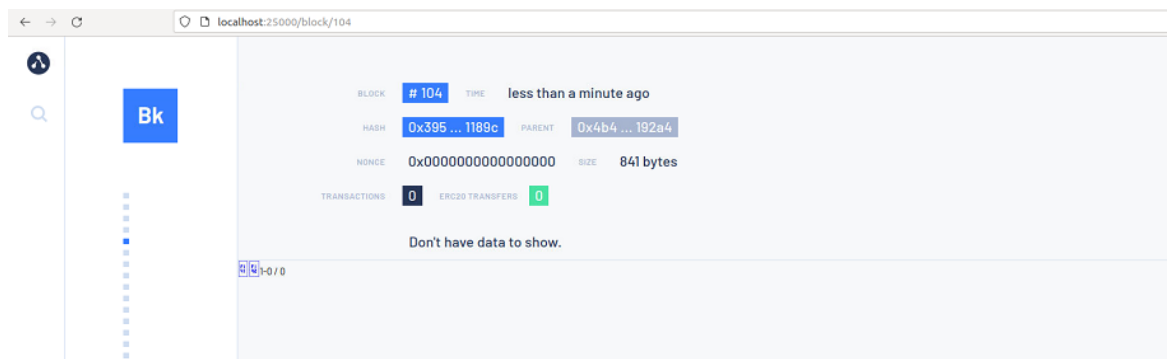 localhost:25000/block/104
Bk
BLOCK # 104 TIME less than a minute ago
HASH 0x395 ... 1189c PARENT 0x4b4 ... 192a4
NONCE 0x0000000000000000 SIZE 841 bytes
TRANSACTIONS 0 ERC20 TRANSFERS 0
Don't have data to show.
1-0 / 0